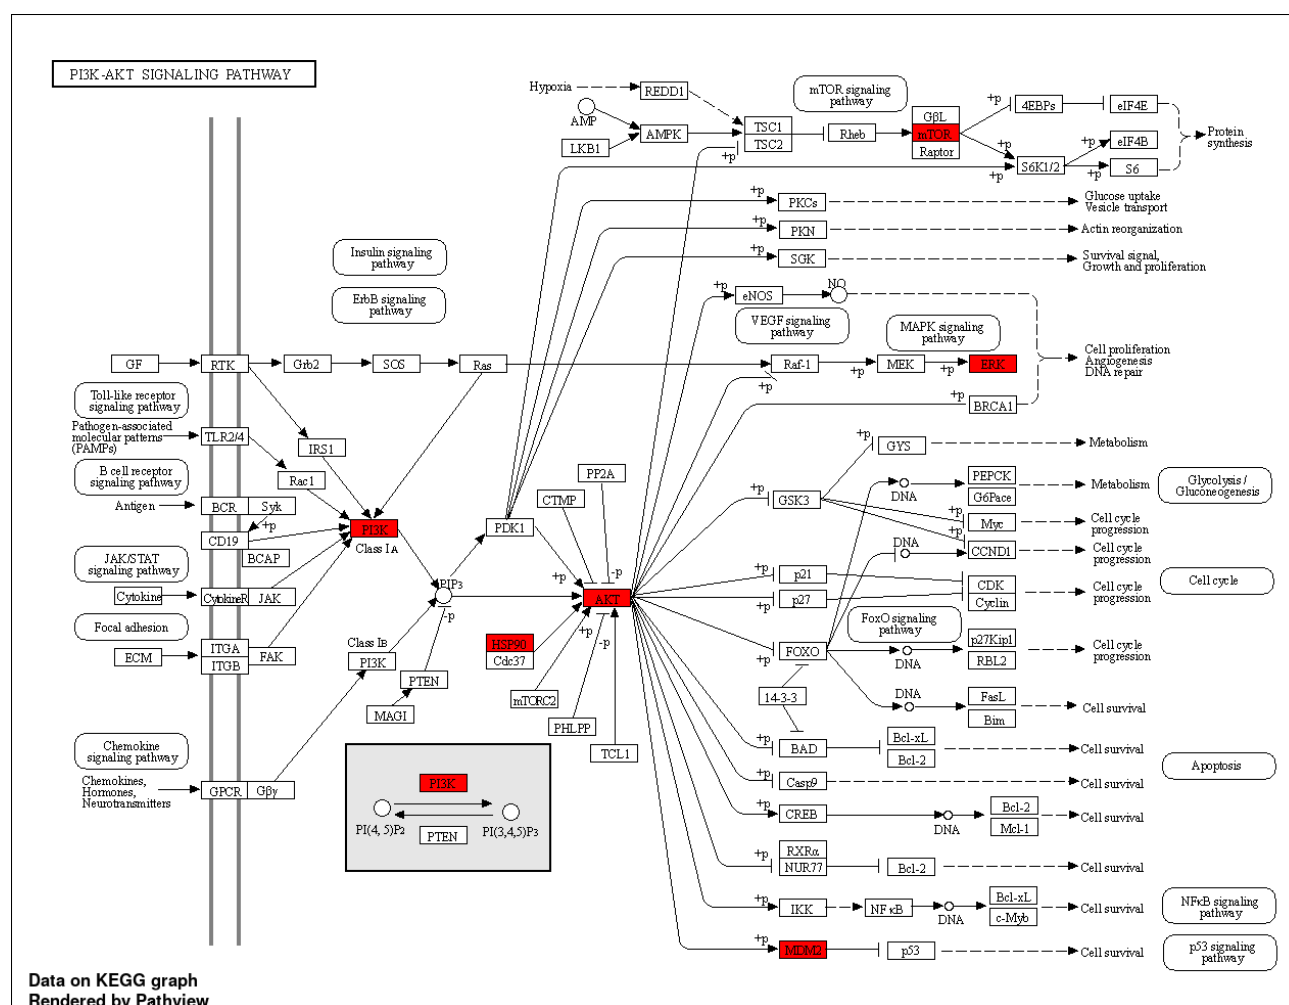 PI3K-AKT SIGNALING PATHWAY
Hypoxia
REDD1
mTOR signaling
pathway
AMP
LKB1
AMPK
TSC1
TSC2
+p
Rheb
GβL
mTOR
Raptor
+p
4EBPs
eIF4E
+p
+p
eIF4B
S6K1/2
+p
+p
S6
Protein
synthesis
+p
PKCs
Glucose uptake
Vesicle transport
+p
PKN
Actin reorganization
+p
SGK
Survival signal,
Growth and proliferation
Insulin signaling
pathway
ErbB signaling
pathway
+p
eNOS
NO
VEGF signaling
pathway
MAPK signaling
pathway
GF
RTK
Grb2
SOS
Ras
Raf-1
+p
MEK
+p
ERK
+p
Cell proliferation
Angiogenesis
DNA repair
+p
BRCA1
Toll-like receptor
signaling pathway
Pathogen-associated
molecular patterns
(PAMPs)
TLR2/4
IRS1
Rac1
B cell receptor
signaling pathway
Antigen
BCR
Syk
+p
CD19
BCAP
PI3K
Class IA
PDK1
CTMP
PP2A
+p
-p
+p
GYS
Metabolism
+p
GSK3
DNA
PEPCK
G6Pace
Metabolism
Glycolysis /
Gluconeogenesis
+p
Myc
Cell cycle
progression
DNA
+p
CCND1
Cell cycle
progression
JAK/STAT
signaling pathway
Cytokine
CytokineR
JAK
PIP3
-p
AKT
+p
p21
+p
p27
CDK
Cyclin
Cell cycle
progression
Cell cycle
Focal adhesion
ECM
ITGA
ITGB
FAK
Class IB
PI3K
PTEN
MAGI
HSP90
Cdc37
+p
-p
mTORC2
PHLPP
TCL1
+p
FOXO
FoxO signaling
pathway
DNA
p27Kip1
RBL2
Cell cycle
progression
14-3-3
DNA
FasL
Bim
Cell survival
+p
BAD
Bcl-xL
Bcl-2
Cell survival
Chemokine
signaling pathway
Chemokines,
Hormones,
Neurotransmitters
GPCR
Gβγ
PI3K
PI(4, 5)P2
PI(3,4,5)P3
PTEN
+p
Casp9
Cell survival
Apoptosis
+p
CREB
DNA
Bcl-2
Mcl-1
Cell survival
+p
RXRα
NUR77
Bcl-2
Cell survival
+p
IKK
NFκB
DNA
Bcl-xL
c-Myb
Cell survival
NFκB signaling
pathway
+p
MDM2
p53
Cell survival
p53 signaling
pathway
Data on KEGG graph
Rendered by Pathview